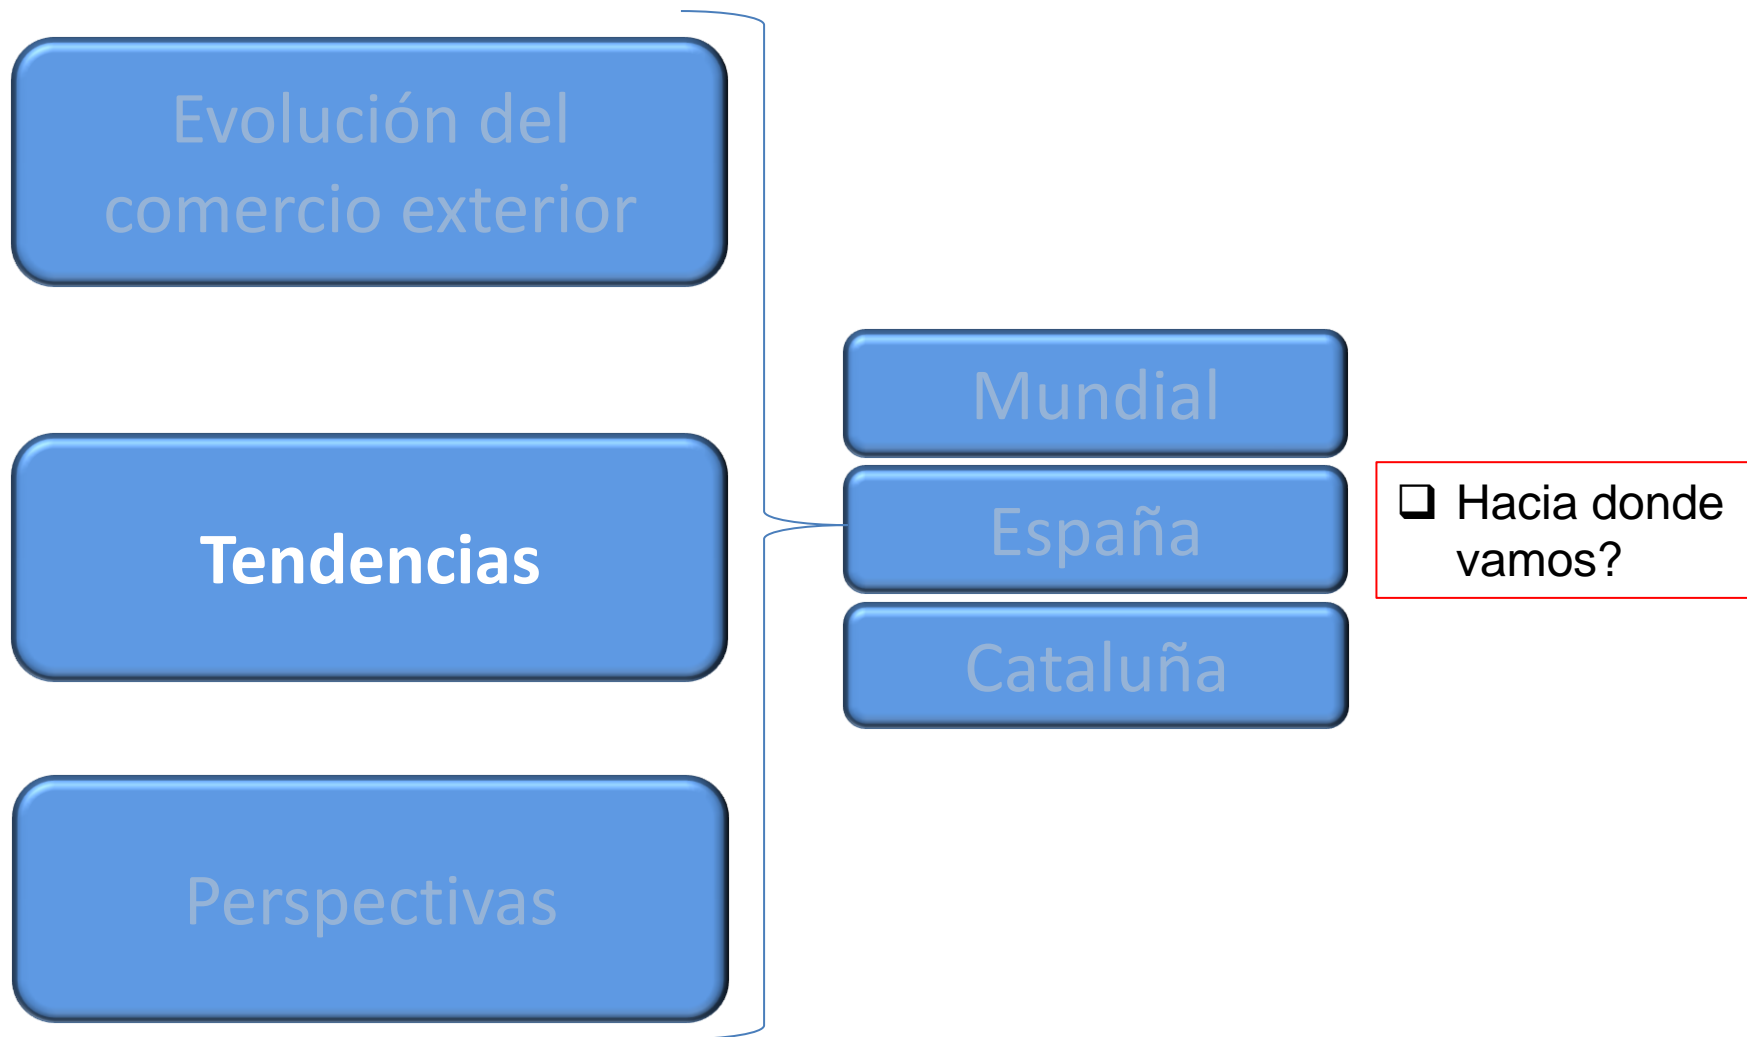 Evolución del
comercio exterior
Tendencias
Perspectivas
Mundial
España
Cataluña
❑ Hacia donde
vamos?